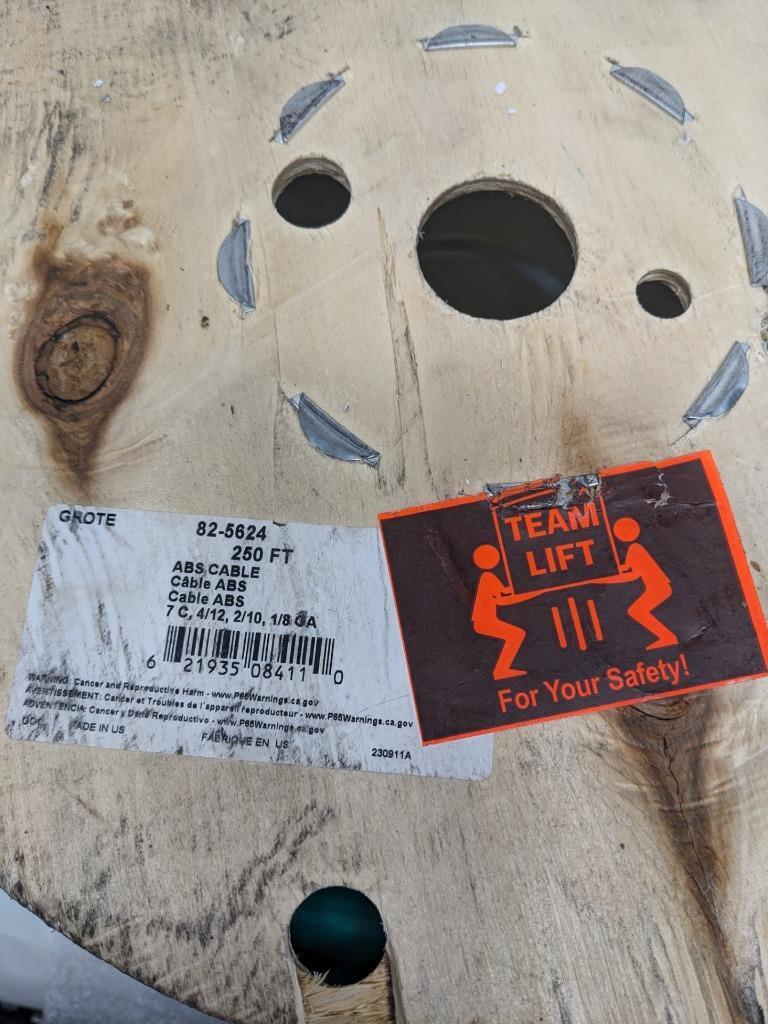 GROTE
82-5624
250 FT
ABS CABLE
Câble ABS
Cable ABS
7 C, 4/12, 2/10, 1/8 GA
6 21935 08411 0
WARNING: Cancer and Reproductive Harm - www.P65Warnings.ca.gov
AVERTISSEMENT: Cancer et Troubles de l'appareil reproducteur - www.P65Warnings.ca.gov
ADVENTENCIA: Cancer y Daño Reproductivo - www.P65Warnings.ca.gov
MADE IN US
FABRIQUE EN US
230911A
TEAM
LIFT
For Your Safety!